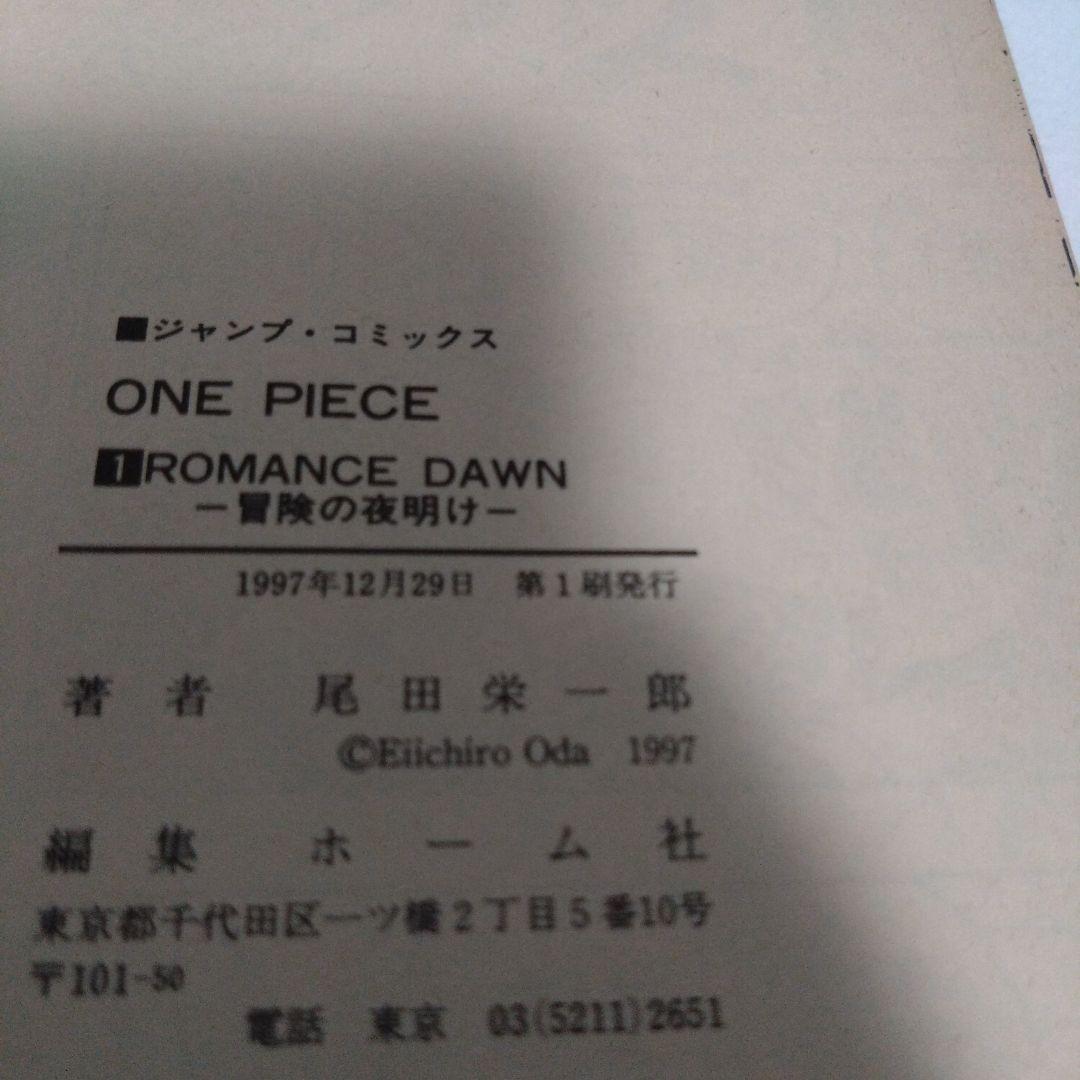 ■ジャンプ・コミックス
ONE PIECE
1 ROMANCE DAWN
ー冒険の夜明けー
1997年12月29日 第1刷発行
著者 尾田栄一郎
©Eiichiro Oda 1997
編集 ホーム社
東京都千代田区一ツ橋2丁目5番10号
〒101-50
電話 東京 03(5211)2651